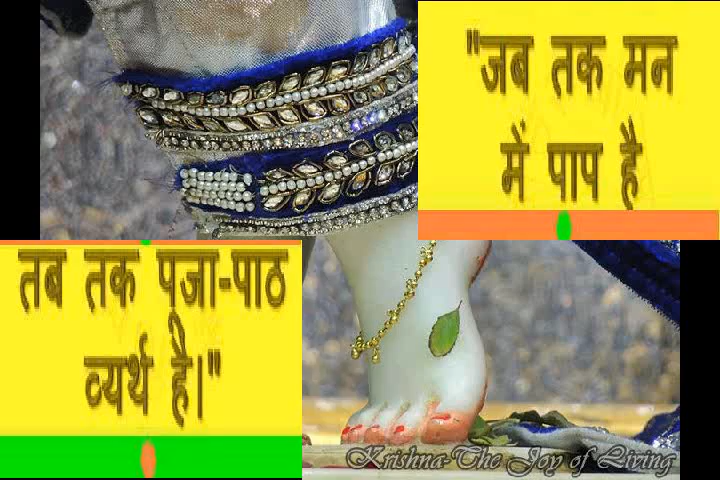 "जब तक मन
में पाप है
तब तक पूजा-पाठ
व्यर्थ है।"
Krishna-The Joy of Living